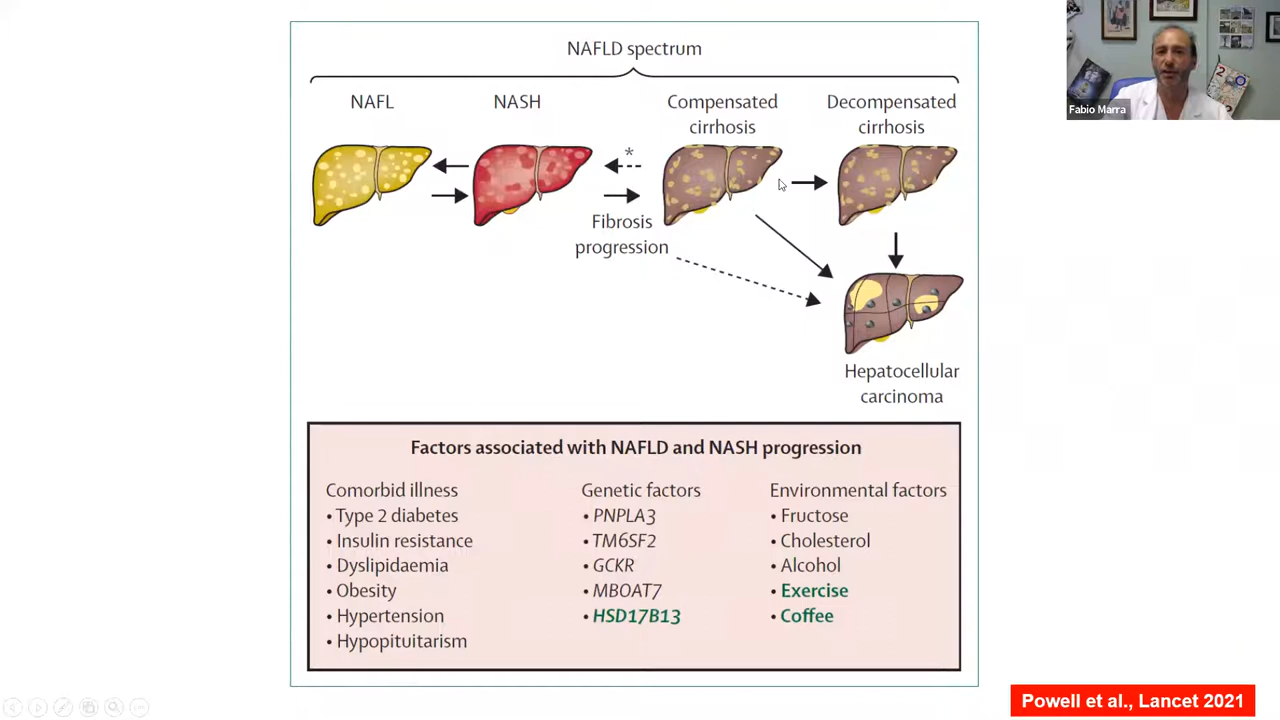 NAFLD spectrum
NAFL
NASH
Compensated
cirrhosis
Decompensated
cirrhosis
*
Fibrosis
progression
Hepatocellular
carcinoma
Factors associated with NAFLD and NASH progression
Comorbid illness
• Type 2 diabetes
• Insulin resistance
• Dyslipidaemia
• Obesity
• Hypertension
• Hypopituitarism
Genetic factors
• PNPLA3
• TM6SF2
• GCKR
• MBOAT7
• HSD17B13
Environmental factors
• Fructose
• Cholesterol
• Alcohol
• Exercise
• Coffee
Fabio Marra
Powell et al., Lancet 2021